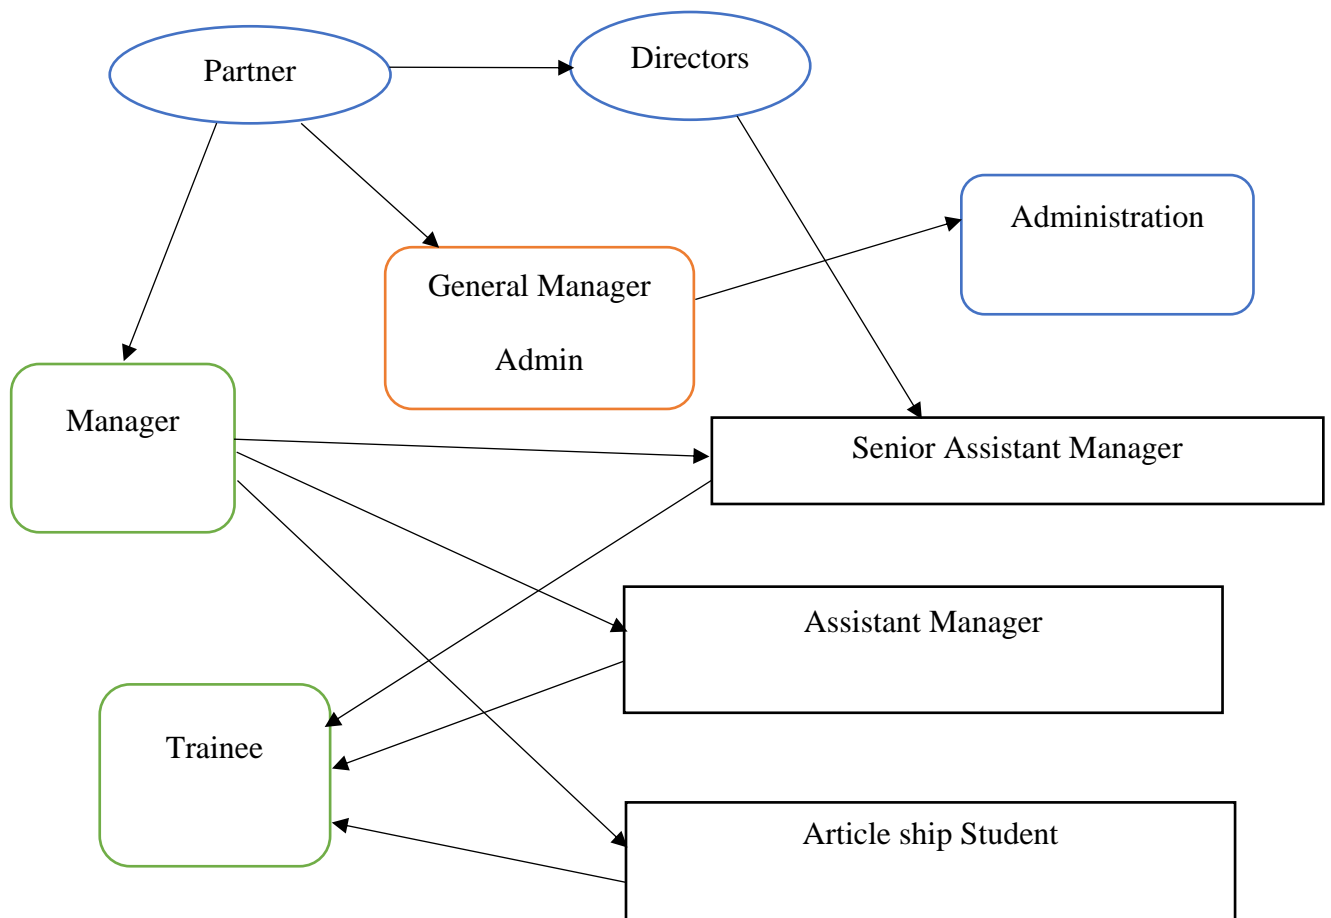 Partner
Directors
Administration
General Manager
Admin
Manager
Senior Assistant Manager
Assistant Manager
Trainee
Article ship Student